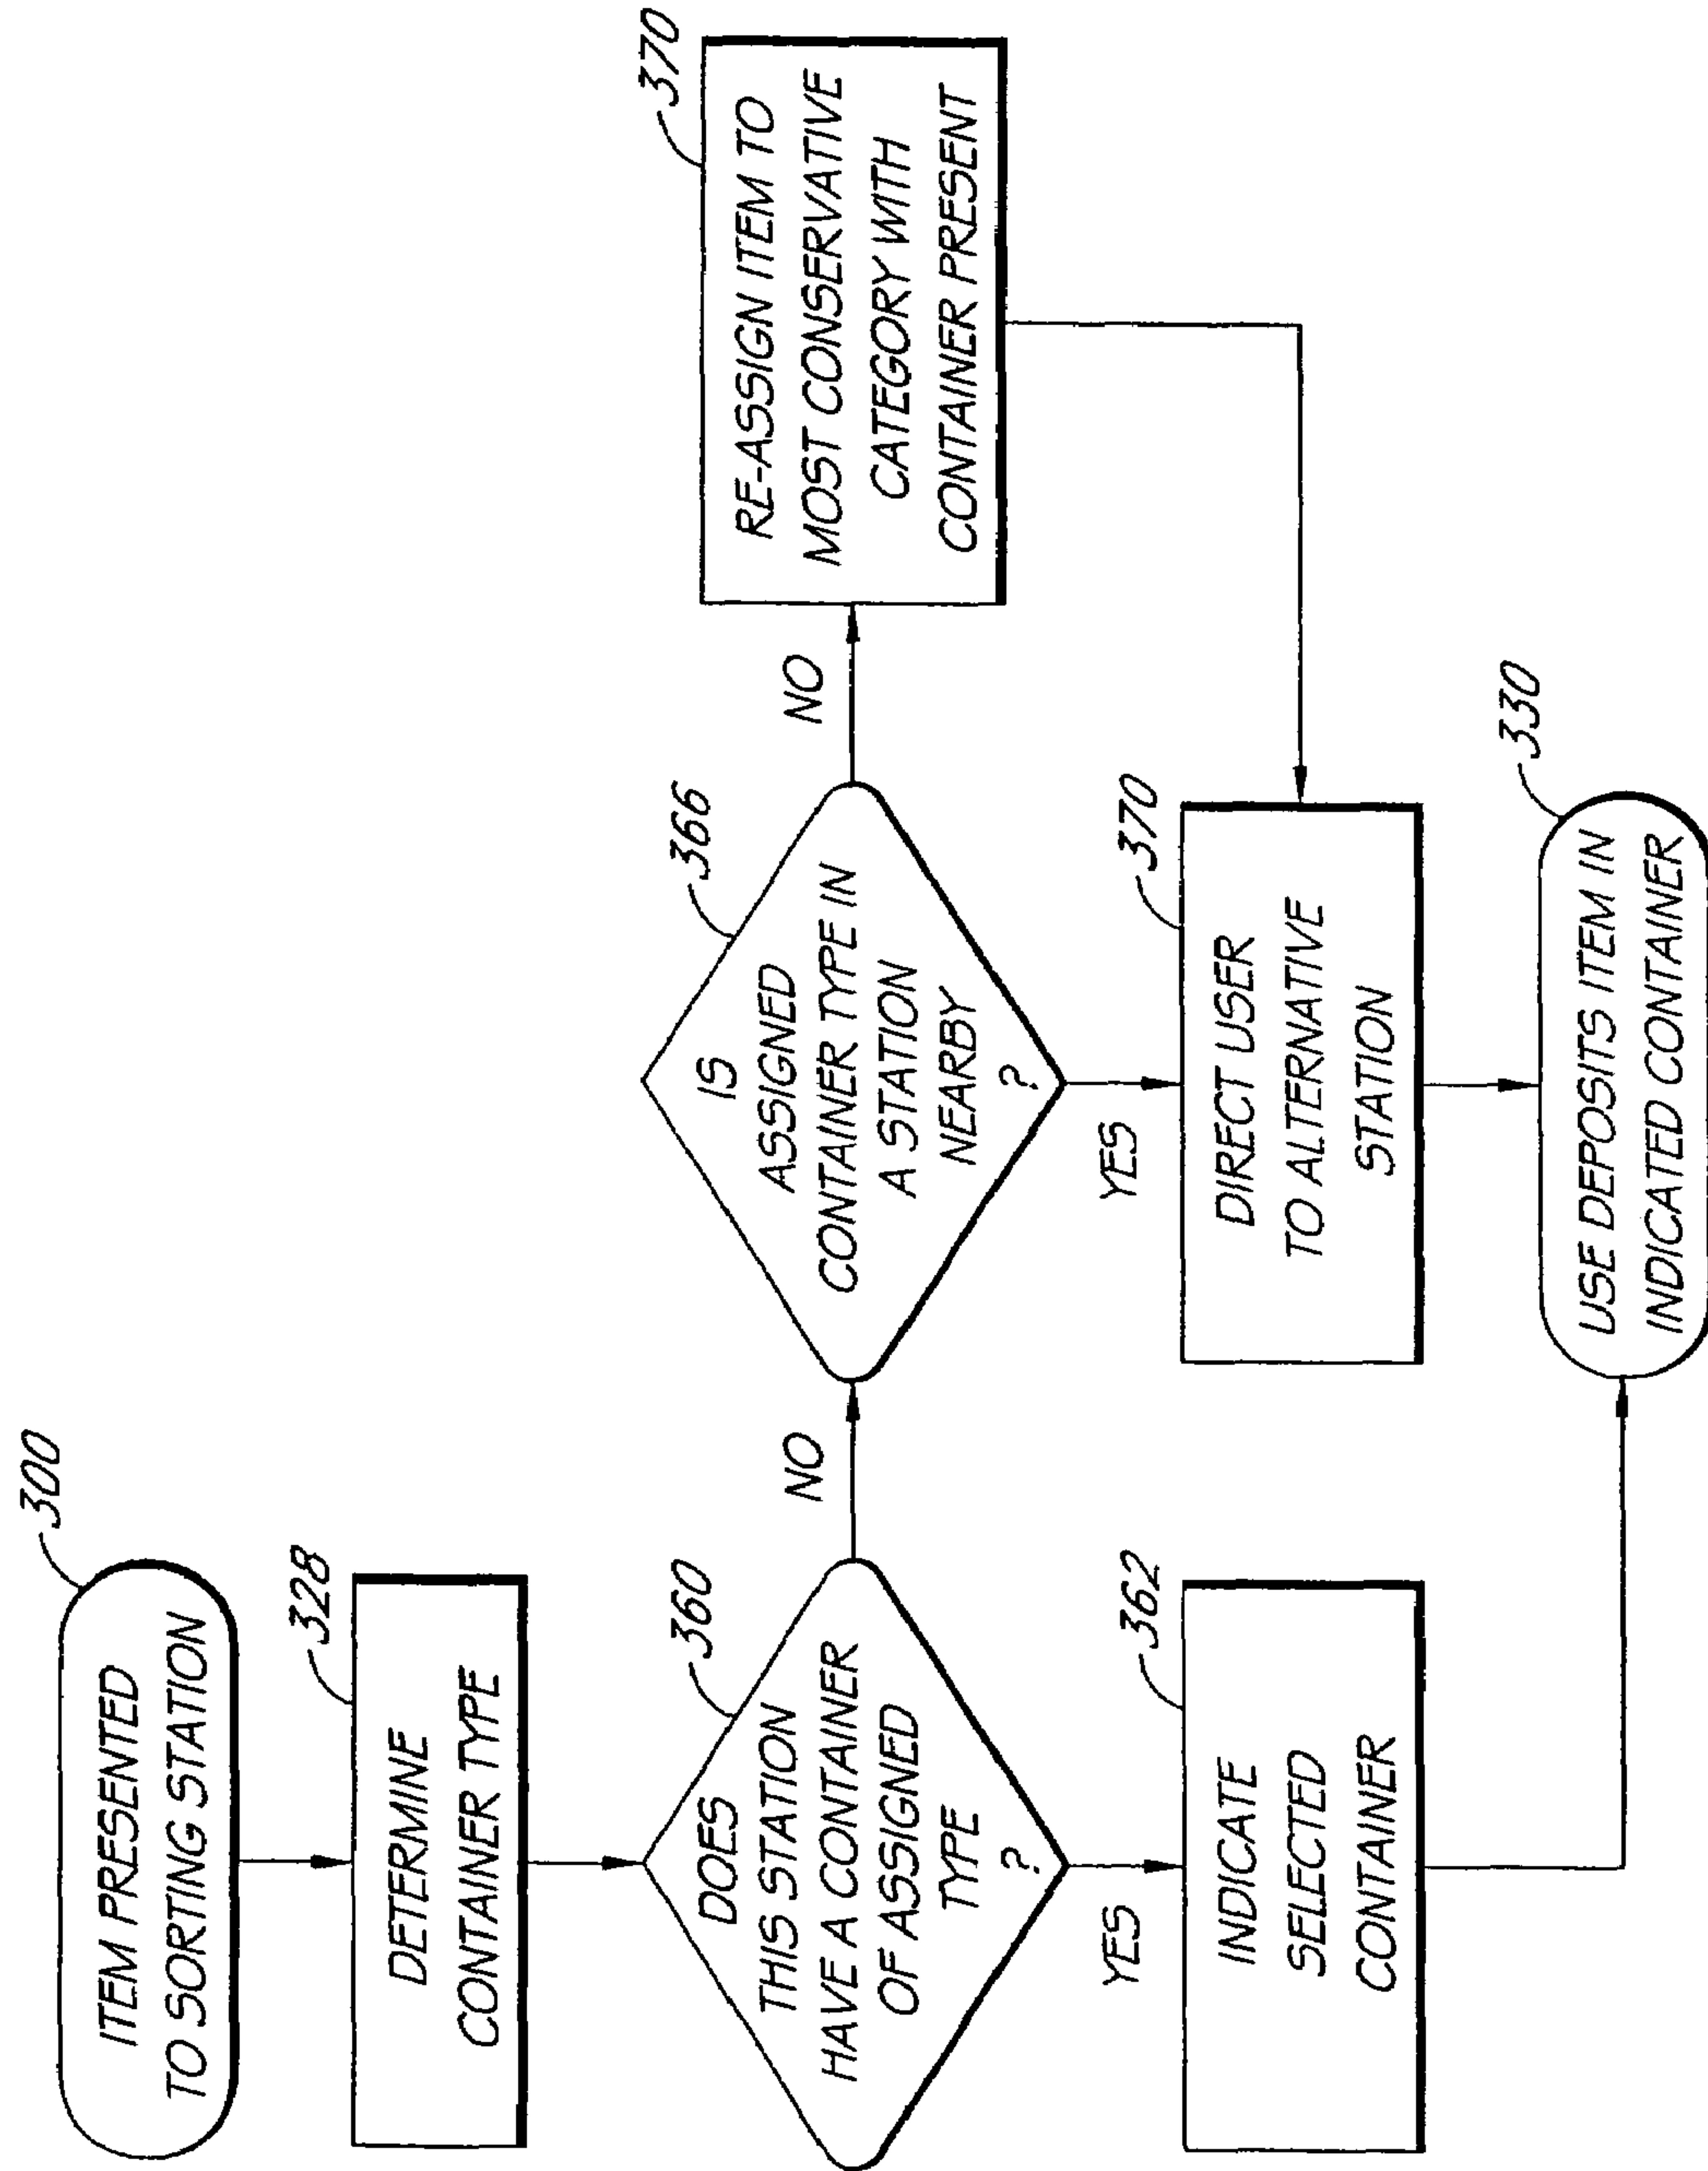 300
ITEM PRESENTED
TO SORTING STATION
328
DETERMINE
CONTAINER TYPE
360
DOES
THIS STATION
HAVE A CONTAINER
OF ASSIGNED
TYPE
?
NO
YES
362
INDICATE
SELECTED
CONTAINER
366
IS
ASSIGNED
CONTAINER TYPE IN
A STATION
NEARBY
?
NO
YES
370
RE-ASSIGN ITEM TO
MOST CONSERVATIVE
CATEGORY WITH
CONTAINER PRESENT
370
DIRECT USER
TO ALTERNATIVE
STATION
330
USE DEPOSITS ITEM IN
INDICATED CONTAINER